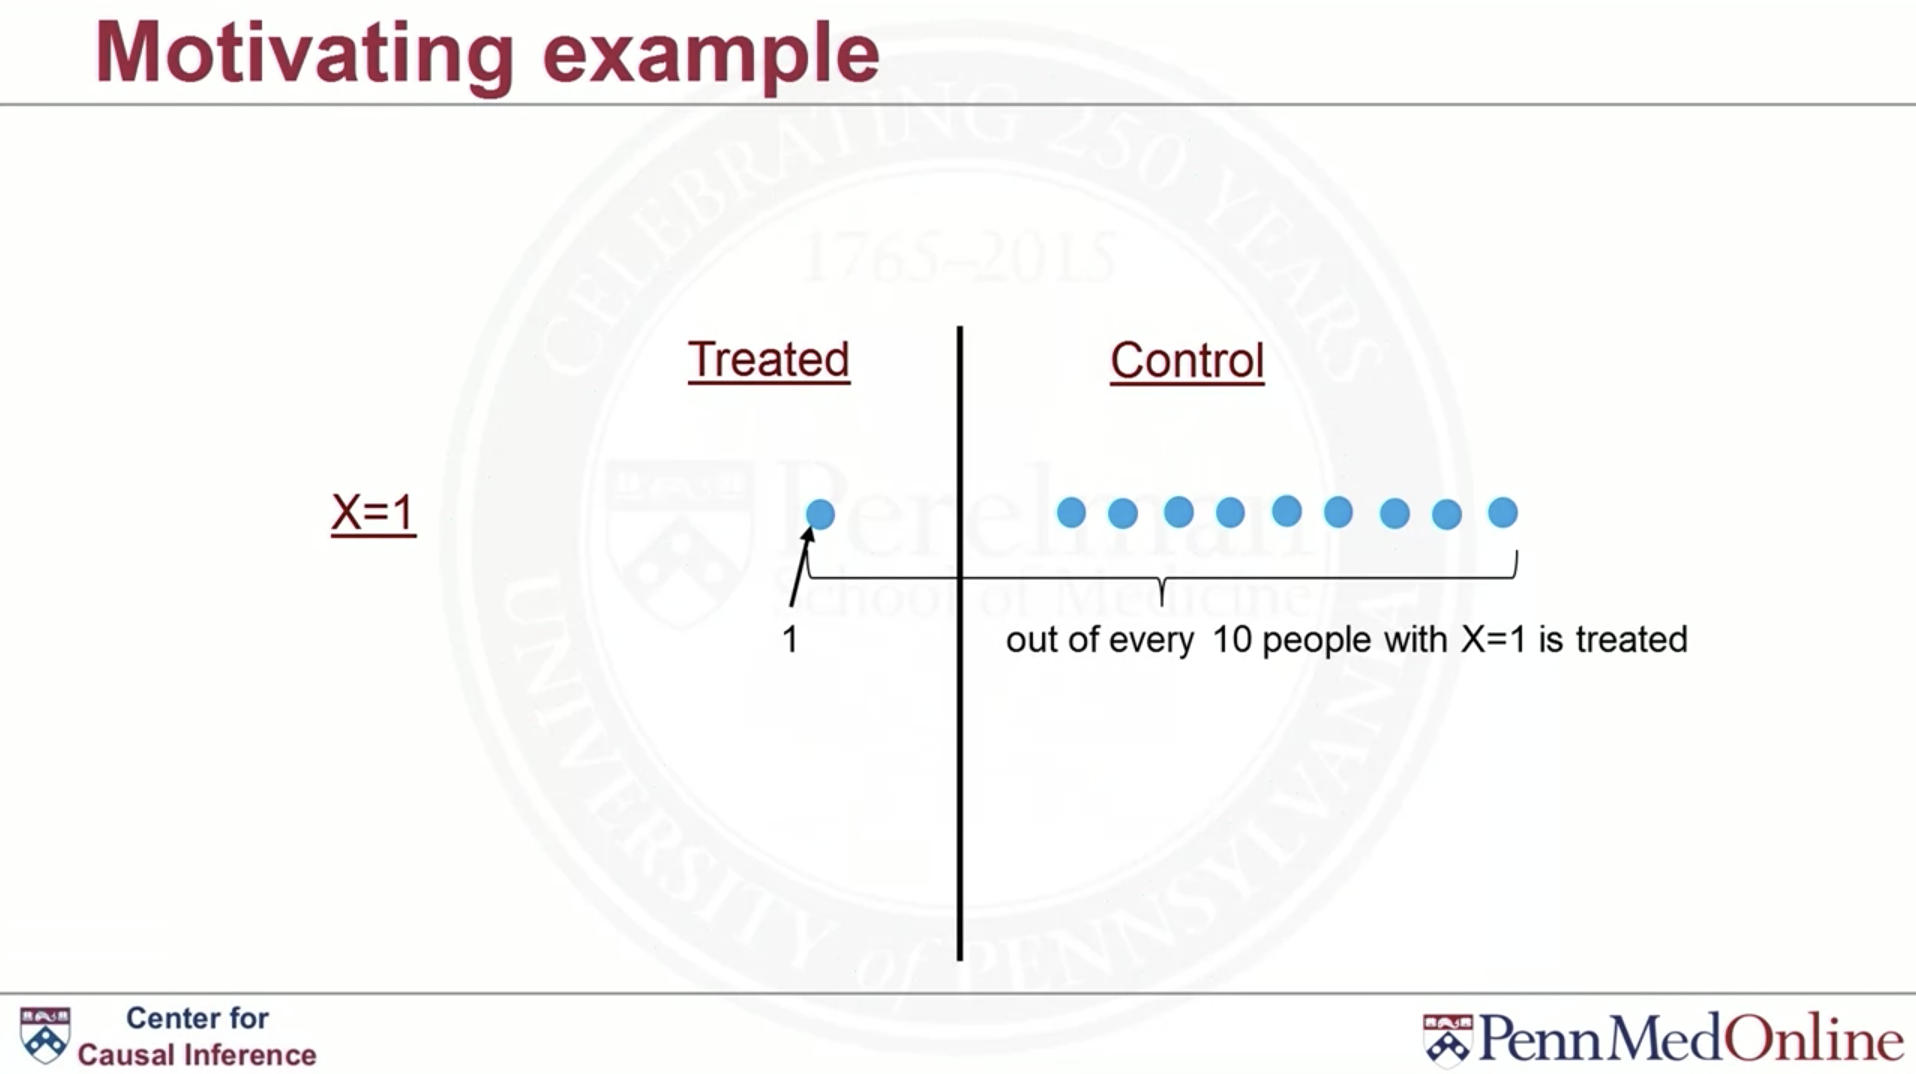 Motivating example
CELEBRATING 250 YEARS
1765–2015
Treated
Control
X=1
Perelman
School of Medicine
1
out of every 10 people with X=1 is treated
UNIVERSITY of PENNSYLVANIA
Center for
Causal Inference
PennMedOnline